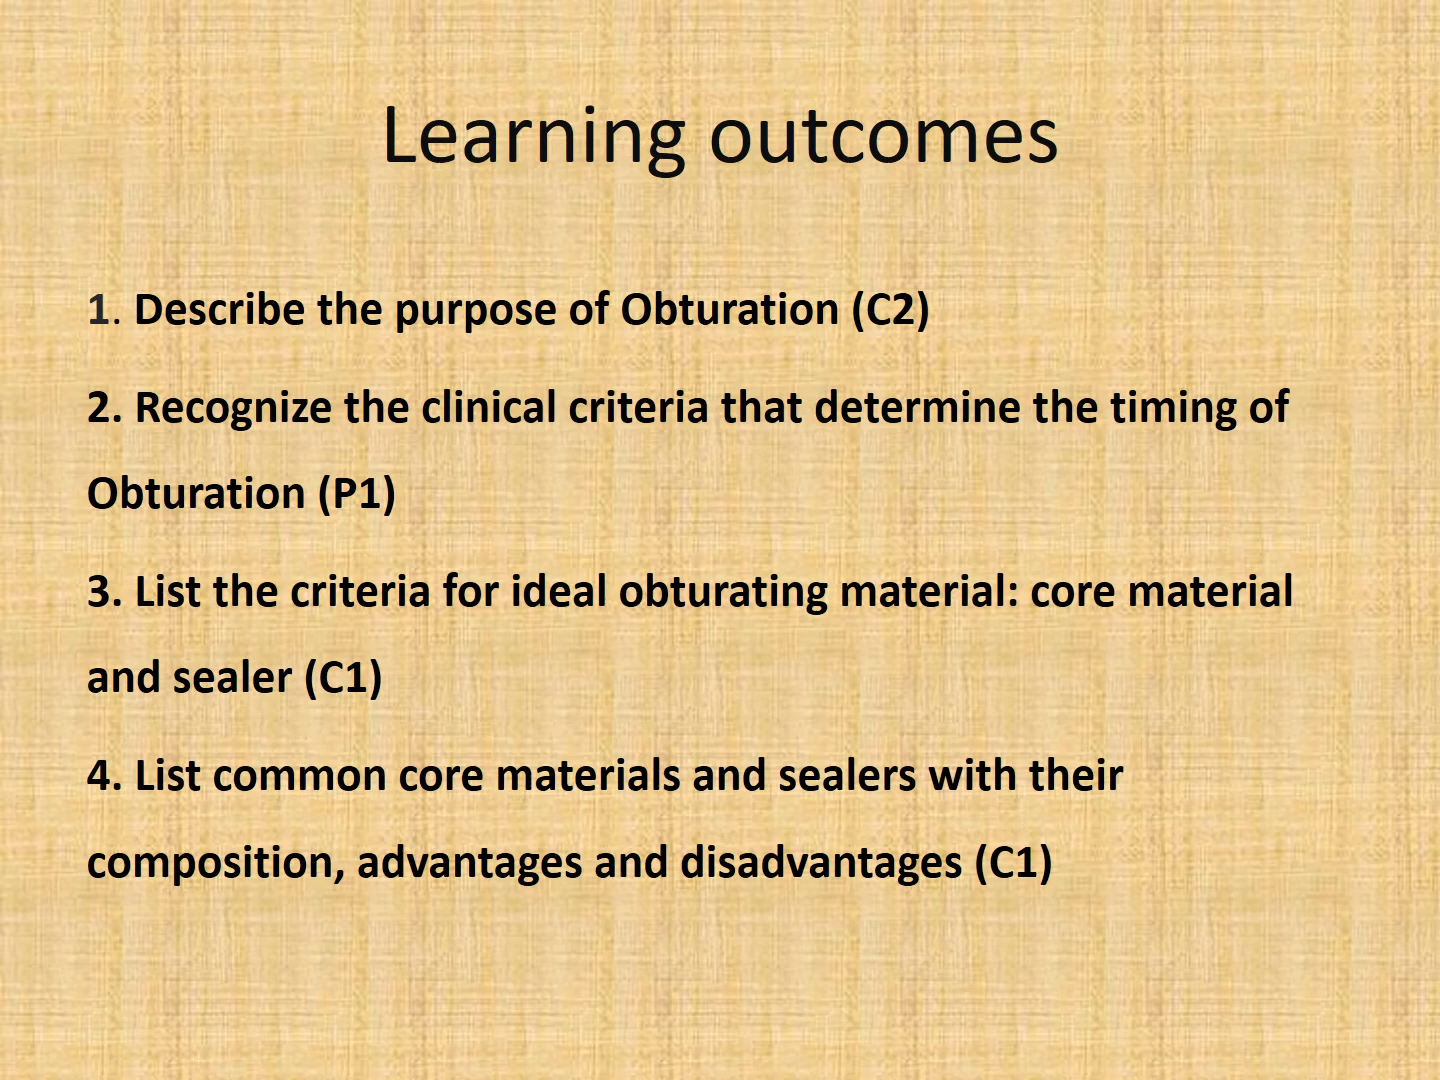 Learning outcomes
1. Describe the purpose of Obturation (C2)
2. Recognize the clinical criteria that determine the timing of
Obturation (P1)
3. List the criteria for ideal obturating material: core material
and sealer (C1)
4. List common core materials and sealers with their
composition, advantages and disadvantages (C1)